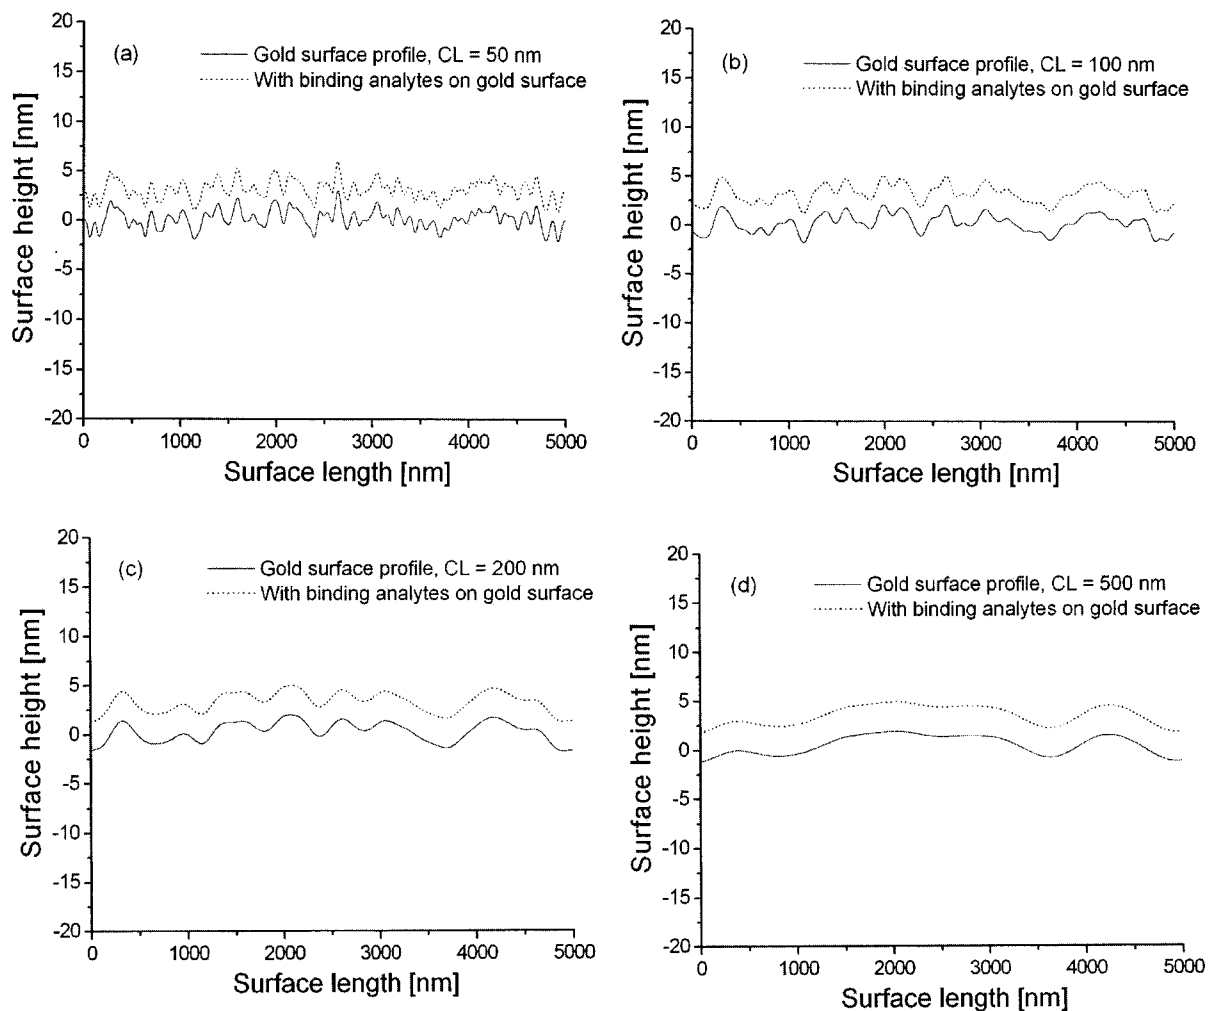 (a)
Gold surface profile, CL = 50 nm
With binding analytes on gold surface
Surface height [nm]
20
15
10
5
0
-5
-10
-15
-20
0 1000 2000 3000 4000 5000
Surface length [nm]
(b)
Gold surface profile, CL = 100 nm
With binding analytes on gold surface
Surface height [nm]
20
15
10
5
0
-5
-10
-15
-20
0 1000 2000 3000 4000 5000
Surface length [nm]
(c)
Gold surface profile, CL = 200 nm
With binding analytes on gold surface
Surface height [nm]
20
15
10
5
0
-5
-10
-15
-20
0 1000 2000 3000 4000 5000
Surface length [nm]
(d)
Gold surface profile, CL = 500 nm
With binding analytes on gold surface
Surface height [nm]
20
15
10
5
0
-5
-10
-15
-20
0 1000 2000 3000 4000 5000
Surface length [nm]